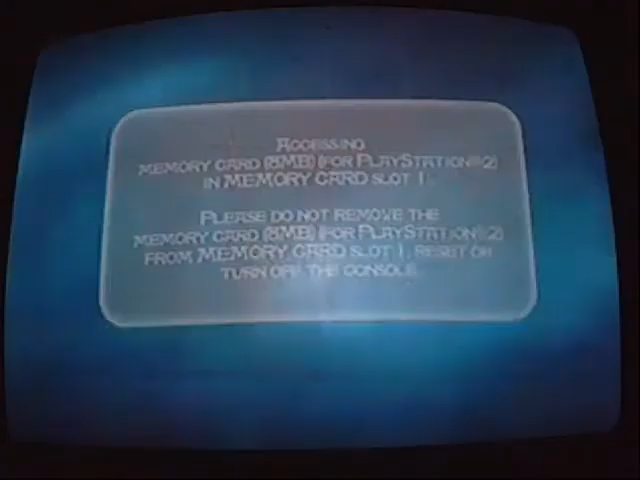 Accessing
memory card (8MB) (for PlayStation®2)
in MEMORY CARD slot 1.
Please do not remove the
memory card (8MB) (for PlayStation®2)
from MEMORY CARD slot 1, reset or
turn off the console.